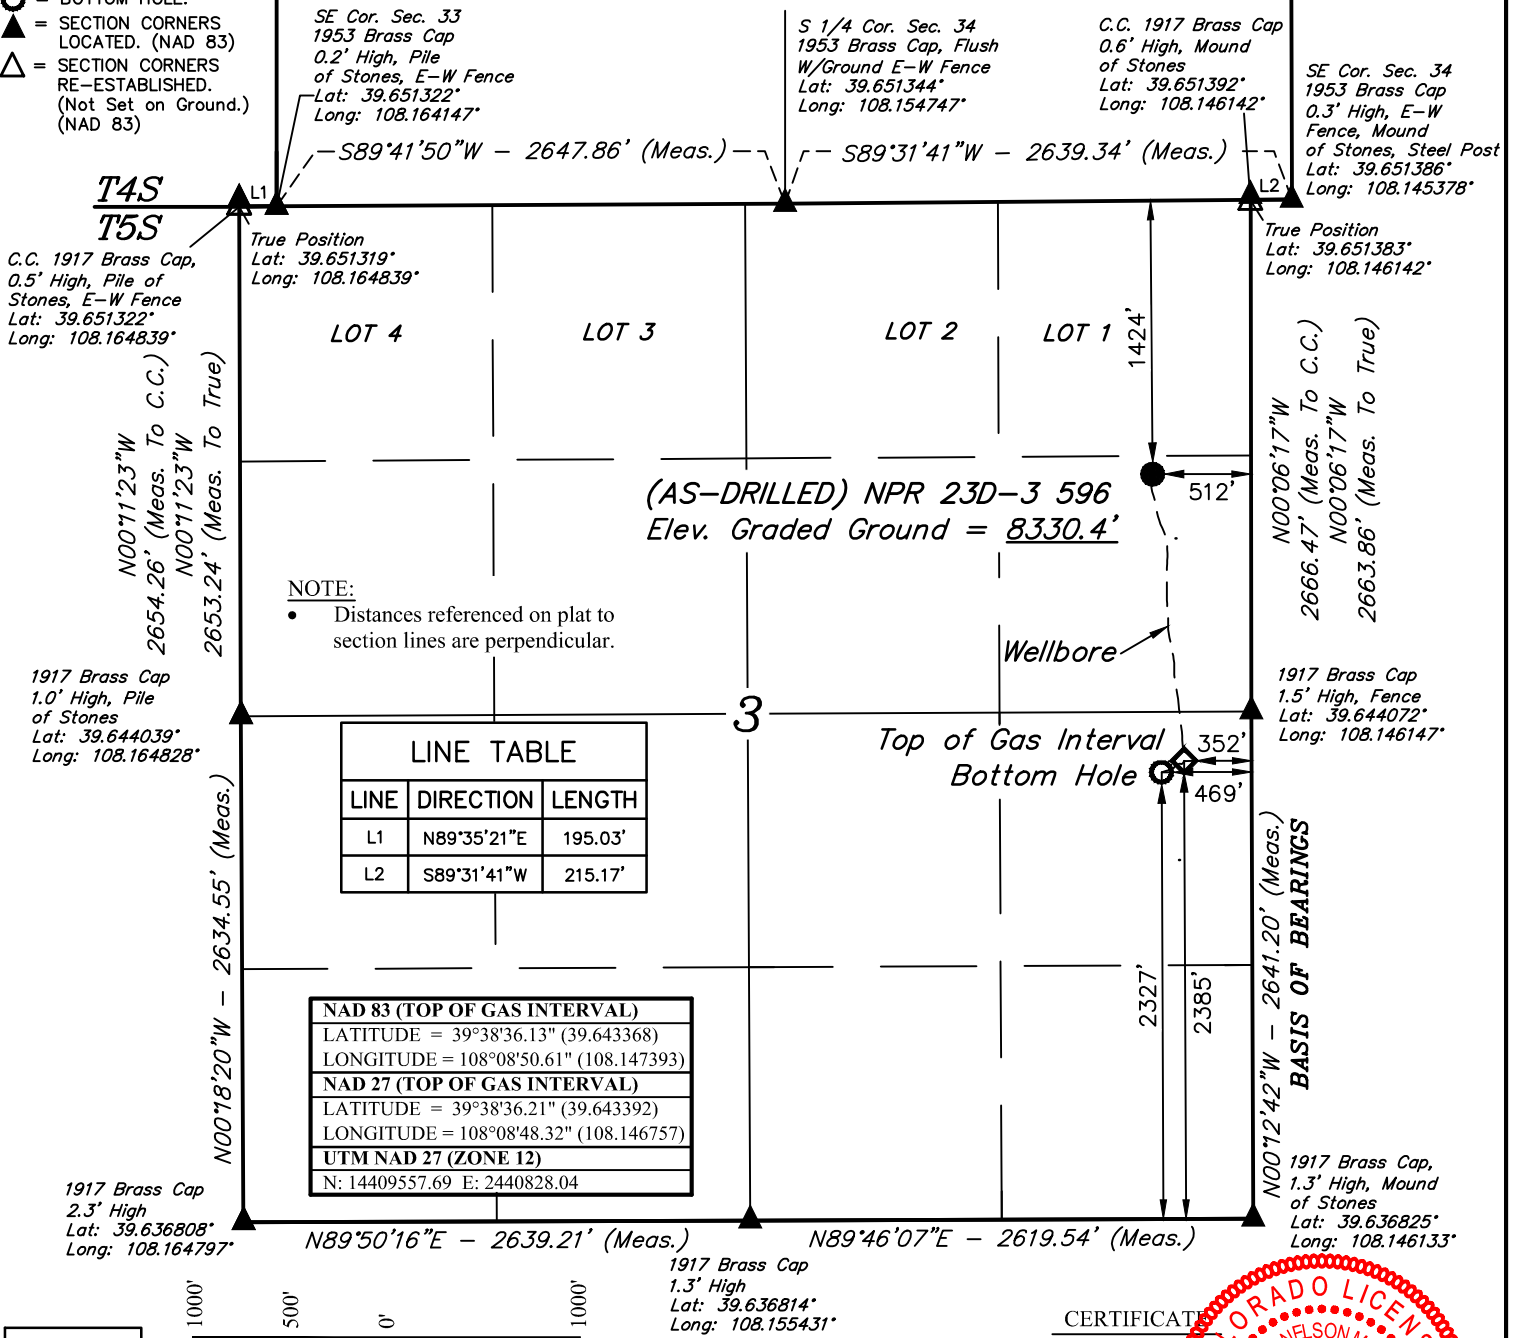 = BOTTOM HOLE.
= SECTION CORNERS
LOCATED. (NAD 83)
= SECTION CORNERS
RE-ESTABLISHED.
(Not Set on Ground.)
(NAD 83)
SE Cor. Sec. 33
1953 Brass Cap
0.2' High, Pile
of Stones, E-W Fence
Lat: 39.651322°
Long: 108.164147°
S 1/4 Cor. Sec. 34
1953 Brass Cap, Flush
W/Ground E-W Fence
Lat: 39.651344°
Long: 108.154747°
C.C. 1917 Brass Cap
0.6' High, Mound
of Stones
Lat: 39.651392°
Long: 108.146142°
SE Cor. Sec. 34
1953 Brass Cap
0.3' High, E-W
Fence, Mound
of Stones, Steel Post
Lat: 39.651386°
Long: 108.145378°
S89°41'50"W - 2647.86' (Meas.)
S89°31'41"W - 2639.34' (Meas.)
T4S
T5S
L1
L2
C.C. 1917 Brass Cap,
0.5' High, Pile of
Stones, E-W Fence
Lat: 39.651322°
Long: 108.164839°
True Position
Lat: 39.651319°
Long: 108.164839°
True Position
Lat: 39.651383°
Long: 108.146142°
LOT 4
LOT 3
LOT 2
LOT 1
1424'
N00°11'23"W
2654.26' (Meas. To C.C.)
N00°11'23"W
2653.24' (Meas. To True)
N00°06'17"W
2666.47' (Meas. To C.C.)
N00°06'17"W
2663.86' (Meas. To True)
512'
(AS-DRILLED) NPR 23D-3 596
Elev. Graded Ground = 8330.4'
NOTE:
• Distances referenced on plat to
section lines are perpendicular.
Wellbore
1917 Brass Cap
1.0' High, Pile
of Stones
Lat: 39.644039°
Long: 108.164828°
1917 Brass Cap
1.5' High, Fence
Lat: 39.644072°
Long: 108.146147°
3
Top of Gas Interval
352'
Bottom Hole
469'
LINE TABLE
LINE DIRECTION LENGTH
L1 N89°35'21"E 195.03'
L2 S89°31'41"W 215.17'
N00°18'20"W - 2634.55' (Meas.)
2327'
2385'
N00°12'42"W - 2641.20' (Meas.)
BASIS OF BEARINGS
NAD 83 (TOP OF GAS INTERVAL)
LATITUDE = 39°38'36.13" (39.643368)
LONGITUDE = 108°08'50.61" (108.147393)
NAD 27 (TOP OF GAS INTERVAL)
LATITUDE = 39°38'36.21" (39.643392)
LONGITUDE = 108°08'48.32" (108.146757)
UTM NAD 27 (ZONE 12)
N: 14409557.69 E: 2440828.04
1917 Brass Cap
2.3' High
Lat: 39.636808°
Long: 108.164797°
1917 Brass Cap,
1.3' High, Mound
of Stones
Lat: 39.636825°
Long: 108.146133°
N89°50'16"E - 2639.21' (Meas.)
N89°46'07"E - 2619.54' (Meas.)
1917 Brass Cap
1.3' High
Lat: 39.636814°
Long: 108.155431°
1000'
500'
0'
1000'
CERTIFICATE
ORADO LICENS
NELSON